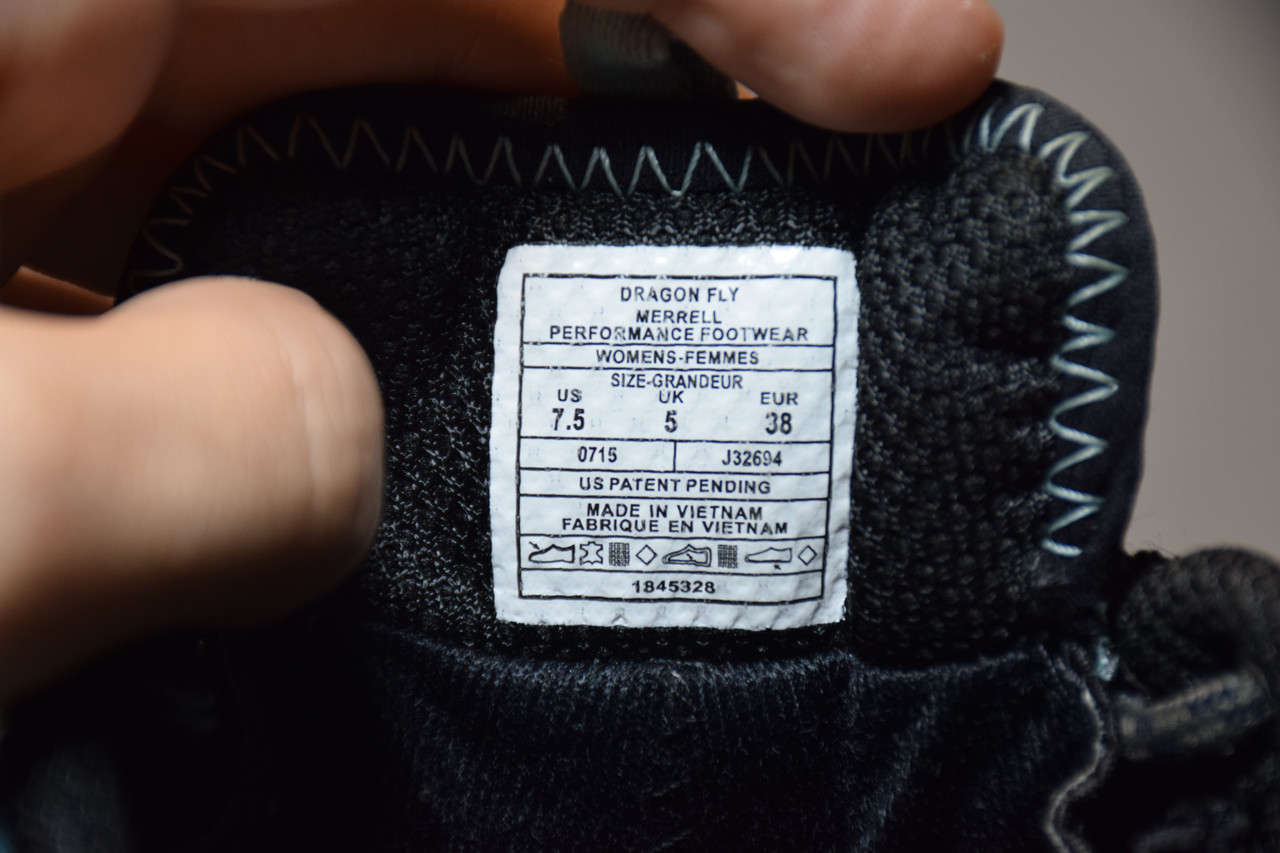 DRAGON FLY
MERRELL
PERFORMANCE FOOTWEAR
WOMENS-FEMMES
SIZE-GRANDEUR
US UK EUR
7.5 5 38
0715 J32694
US PATENT PENDING
MADE IN VIETNAM
FABRIQUE EN VIETNAM
1845328